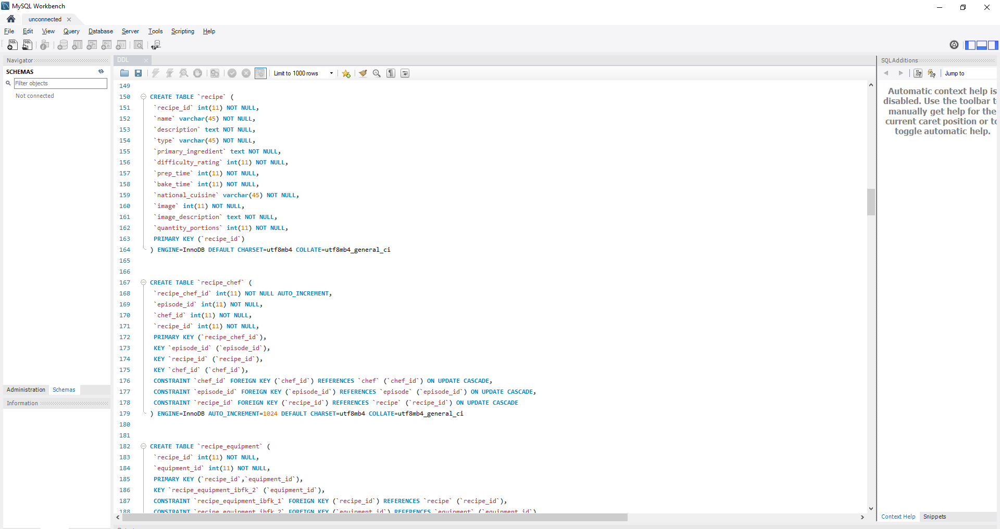 MySQL Workbench
unconnected
File Edit View Query Database Server Tools Scripting Help
Navigator
SCHEMAS
Filter objects
Not connected
Administration Schemas
Information
DDL
Limit to 1000 rows
149
150 CREATE TABLE `recipe` (
151 `recipe_id` int(11) NOT NULL,
152 `name` varchar(45) NOT NULL,
153 `description` text NOT NULL,
154 `type` varchar(45) NOT NULL,
155 `primary_ingredient` text NOT NULL,
156 `difficulty_rating` int(11) NOT NULL,
157 `prep_time` int(11) NOT NULL,
158 `bake_time` int(11) NOT NULL,
159 `national_cuisine` varchar(45) NOT NULL,
160 `image` int(11) NOT NULL,
161 `image_description` text NOT NULL,
162 `quantity_portions` int(11) NOT NULL,
163 PRIMARY KEY (`recipe_id`)
164 ) ENGINE=InnoDB DEFAULT CHARSET=utf8mb4 COLLATE=utf8mb4_general_ci
165
166
167 CREATE TABLE `recipe_chef` (
168 `recipe_chef_id` int(11) NOT NULL AUTO_INCREMENT,
169 `episode_id` int(11) NOT NULL,
170 `chef_id` int(11) NOT NULL,
171 `recipe_id` int(11) NOT NULL,
172 PRIMARY KEY (`recipe_chef_id`),
173 KEY `episode_id` (`episode_id`),
174 KEY `recipe_id` (`recipe_id`),
175 KEY `chef_id` (`chef_id`),
176 CONSTRAINT `chef_id` FOREIGN KEY (`chef_id`) REFERENCES `chef` (`chef_id`) ON UPDATE CASCADE,
177 CONSTRAINT `episode_id` FOREIGN KEY (`episode_id`) REFERENCES `episode` (`episode_id`) ON UPDATE CASCADE,
178 CONSTRAINT `recipe_id` FOREIGN KEY (`recipe_id`) REFERENCES `recipe` (`recipe_id`) ON UPDATE CASCADE
179 ) ENGINE=InnoDB AUTO_INCREMENT=1024 DEFAULT CHARSET=utf8mb4 COLLATE=utf8mb4_general_ci
180
181
182 CREATE TABLE `recipe_equipment` (
183 `recipe_id` int(11) NOT NULL,
184 `equipment_id` int(11) NOT NULL,
185 PRIMARY KEY (`recipe_id`,`equipment_id`),
186 KEY `recipe_equipment_ibfk_2` (`equipment_id`),
187 CONSTRAINT `recipe_equipment_ibfk_1` FOREIGN KEY (`recipe_id`) REFERENCES `recipe` (`recipe_id`),
188 CONSTRAINT `recipe_equipment_ibfk_2` FOREIGN KEY (`equipment_id`) REFERENCES `equipment` (`equipment_id`)
SQLAdditions
Jump to
Automatic context help is
disabled. Use the toolbar t
manually get help for the
current caret position or to
toggle automatic help.
Context Help Snippets